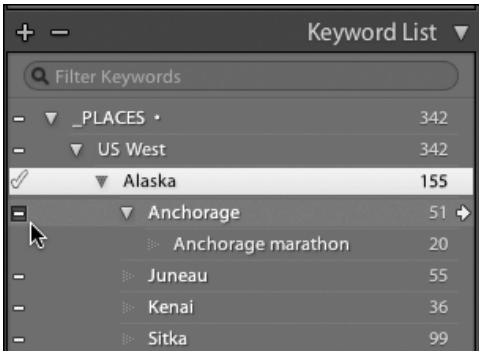 Keyword List
Filter Keywords
_PLACES • 342
US West 342
Alaska 155
Anchorage 51
Anchorage marathon 20
Juneau 55
Kenai 36
Sitka 99